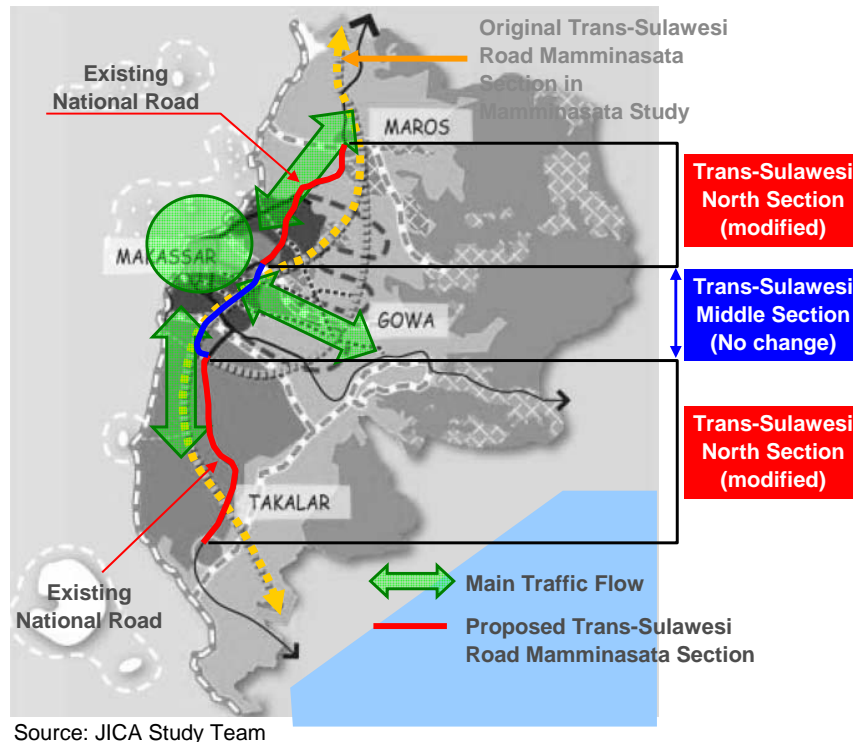 Original Trans-Sulawesi
Road Mamminasata
Section in
Mamminasata Study
Existing
National Road
MAROS
Trans-Sulawesi
North Section
(modified)
MAKASSAR
Trans-Sulawesi
Middle Section
(No change)
GOWA
Trans-Sulawesi
North Section
(modified)
TAKALAR
Existing
National Road
Main Traffic Flow
Proposed Trans-Sulawesi
Road Mamminasata Section
Source: JICA Study Team